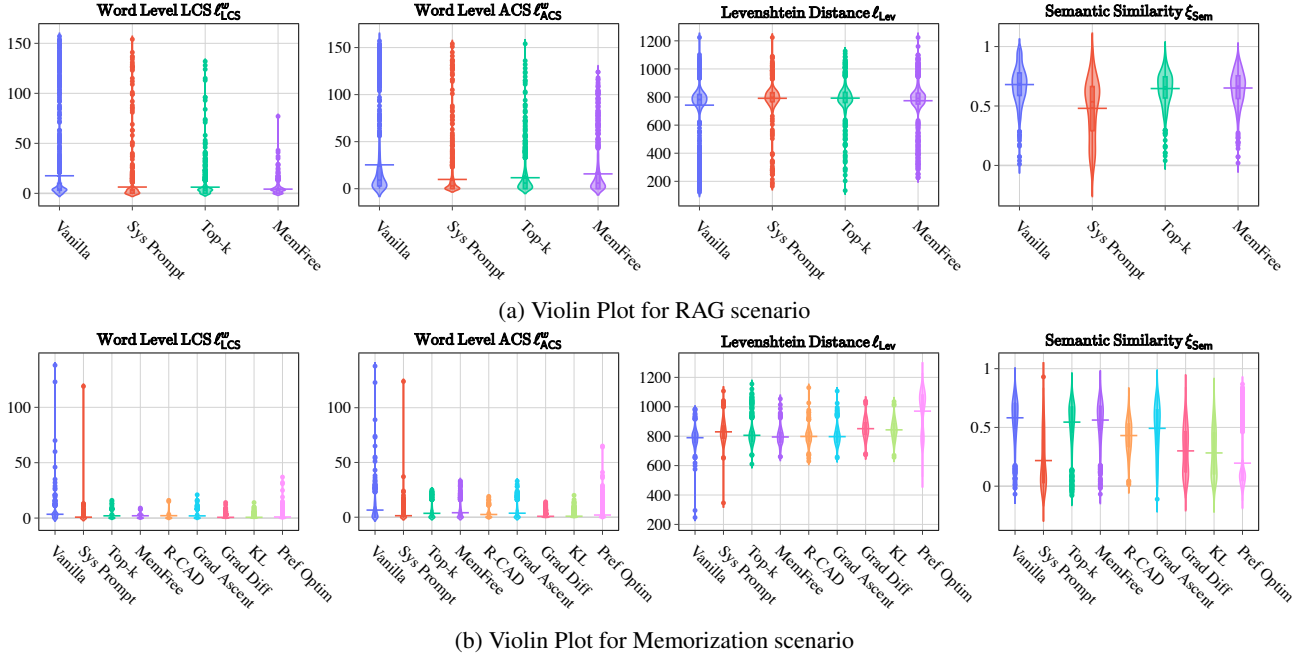 Word Level LCS ℓ^w_LCS
Word Level ACS ℓ^w_ACS
Levenshtein Distance ℓ_Lev
Semantic Similarity ξ_Sem
150
100
50
0
Vanilla
Sys Prompt
Top-k
MemFree
150
100
50
0
Vanilla
Sys Prompt
Top-k
MemFree
1200
1000
800
600
400
200
Vanilla
Sys Prompt
Top-k
MemFree
1
0.5
0
Vanilla
Sys Prompt
Top-k
MemFree
(a) Violin Plot for RAG scenario
Word Level LCS ℓ^w_LCS
Word Level ACS ℓ^w_ACS
Levenshtein Distance ℓ_Lev
Semantic Similarity ξ_Sem
100
50
0
Vanilla
Sys Prompt
Top-k
MemFree
R-CAD
Grad Ascent
Grad Diff
KL
Pref Optim
100
50
0
Vanilla
Sys Prompt
Top-k
MemFree
R-CAD
Grad Ascent
Grad Diff
KL
Pref Optim
1200
1000
800
600
400
200
Vanilla
Sys Prompt
Top-k
MemFree
R-CAD
Grad Ascent
Grad Diff
KL
Pref Optim
1
0.5
0
Vanilla
Sys Prompt
Top-k
MemFree
R-CAD
Grad Ascent
Grad Diff
KL
Pref Optim
(b) Violin Plot for Memorization scenario